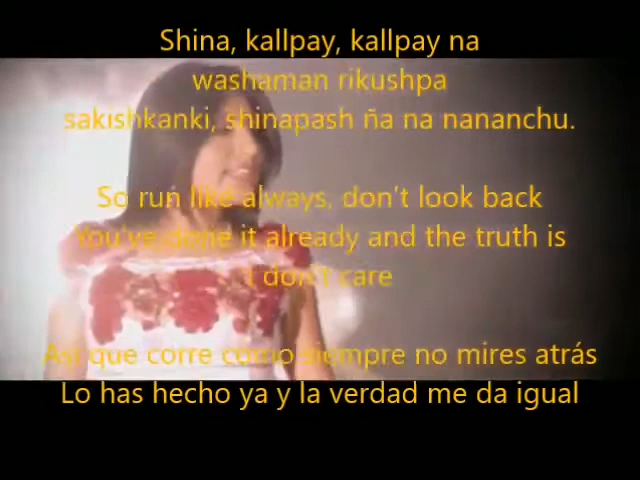 Shina, kallpay, kallpay na
washaman rikushpa
sakishkanki, shinapash ña na nananchu.
So run like always, don't look back
You've done it already and the truth is
I don't care
Así que corre como siempre no mires atrás
Lo has hecho ya y la verdad me da igual